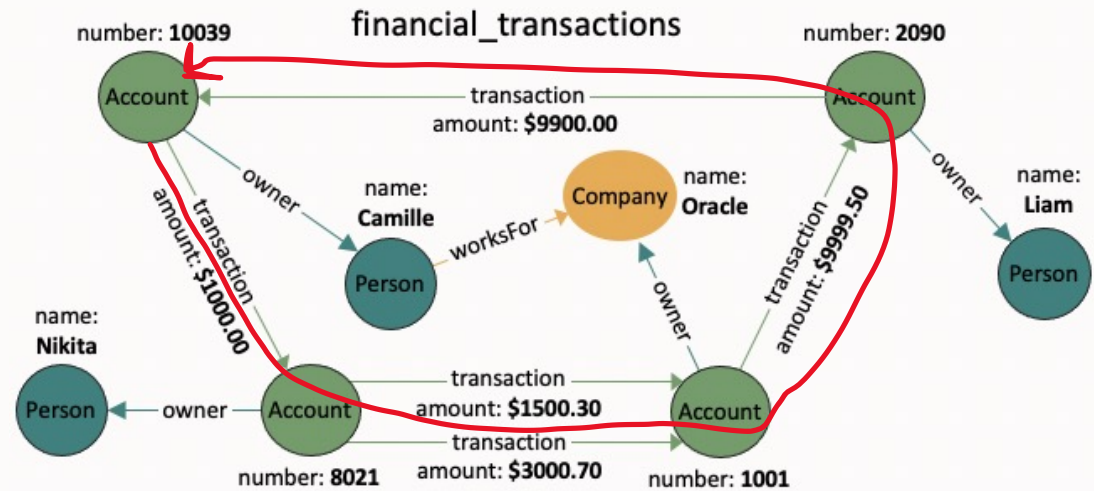 financial_transactions
number: 10039
number: 2090
Account
transaction
Account
amount: $9900.00
owner
name:
Camille
Company
name:
Oracle
owner
name:
Liam
transaction
amount: $1000.00
worksFor
Person
transaction
amount: $9999.50
Person
name:
Nikita
owner
Person
owner
Account
transaction
amount: $1500.30
Account
transaction
amount: $3000.70
number: 8021
number: 1001